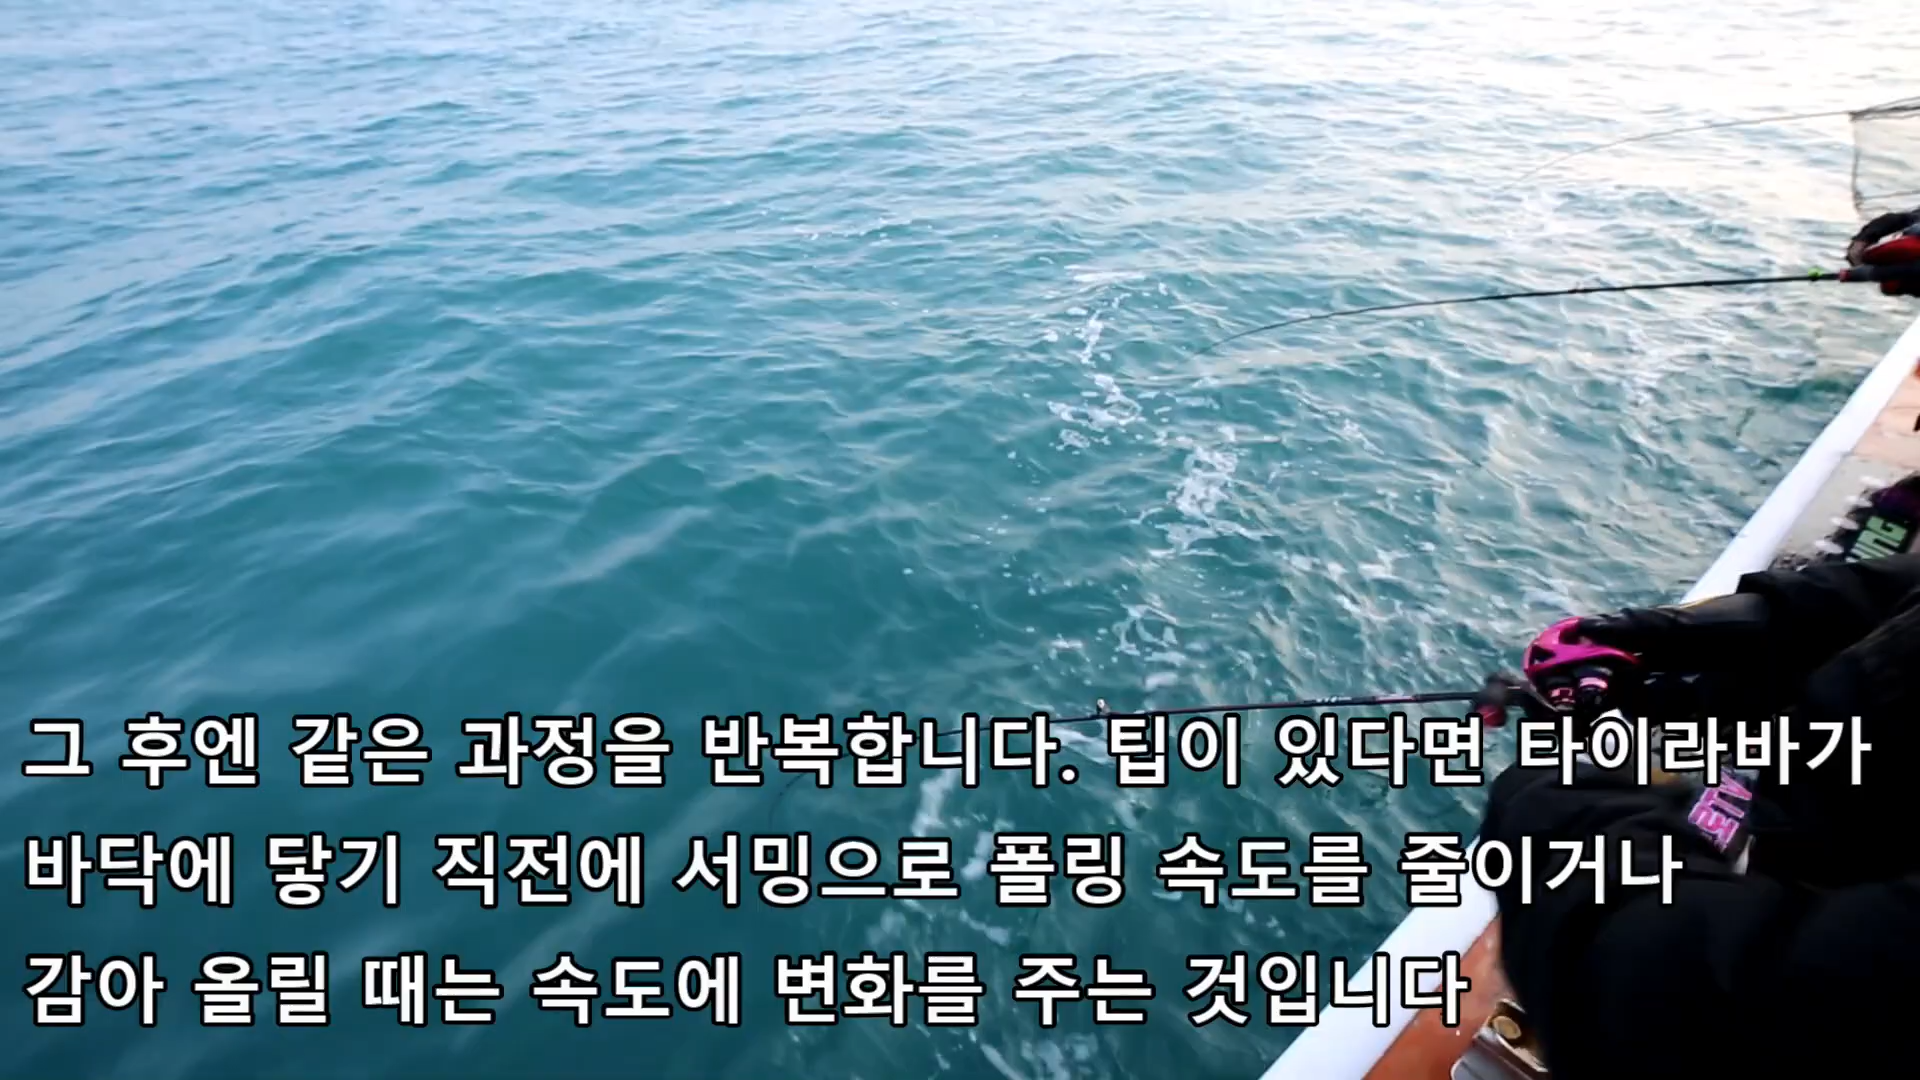 그 후엔 같은 과정을 반복합니다. 팁이 있다면 타이라바가
바닥에 닿기 직전에 서밍으로 폴링 속도를 줄이거나
감아 올릴 때는 속도에 변화를 주는 것입니다